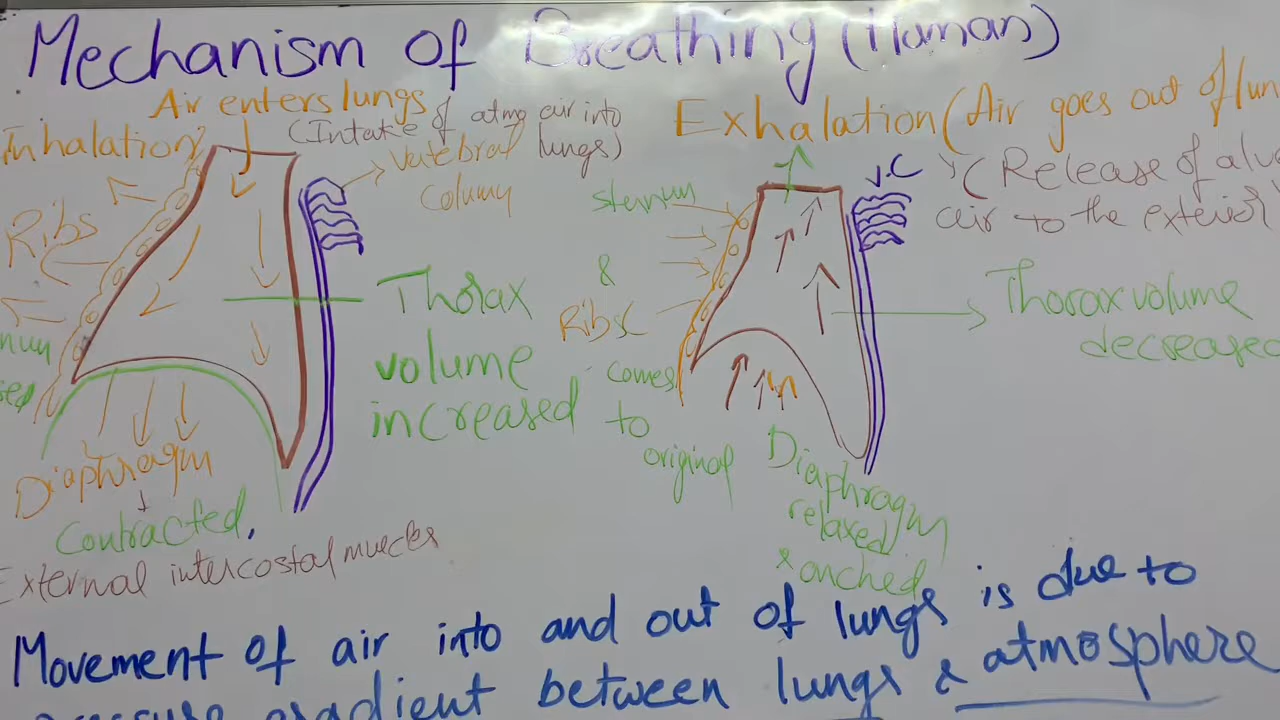 Mechanism of Breathing (Human)
Air enters lungs
Inhalation
(Intake of atmo air into
lungs)
Vertebral
Column
Ribs
Thorax
volume
increased
Diaphragm
Contracted,
External intercostal muscles
Exhalation (Air goes out of lun
V.C
(Release of alve
air to the exterior)
sternum
&
Ribs
comes
to
original
Thorax volume
decreased
Diaphragm
relaxed
& arched
Movement of air into and out of lungs is due to
gradient between lungs & atmosphere